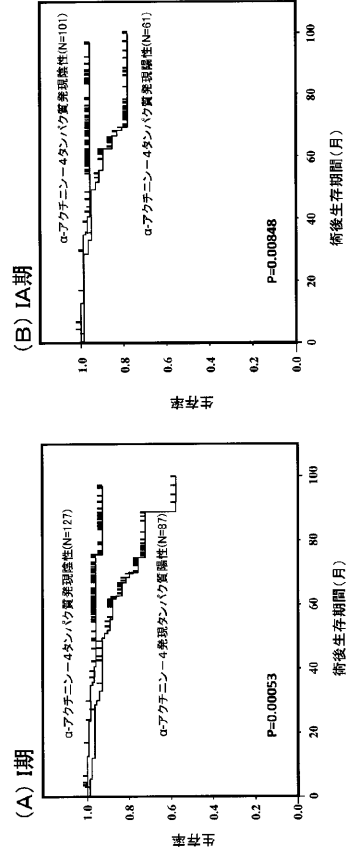 (A) I期
生存率
1.0
0.8
0.6
0.4
0.2
0.0
α-アクチニン－4タンパク質発現陰性(N=127)
α-アクチニン－4発現タンパク質陽性(N=87)
P=0.00053
0 20 40 60 80 100
術後生存期間(月)
(B) IA期
生存率
1.0
0.8
0.6
0.4
0.2
0.0
α-アクチニン－4タンパク質発現陰性(N=101)
α-アクチニン－4タンパク質発現陽性(N=61)
P=0.00848
0 20 40 60 80 100
術後生存期間(月)